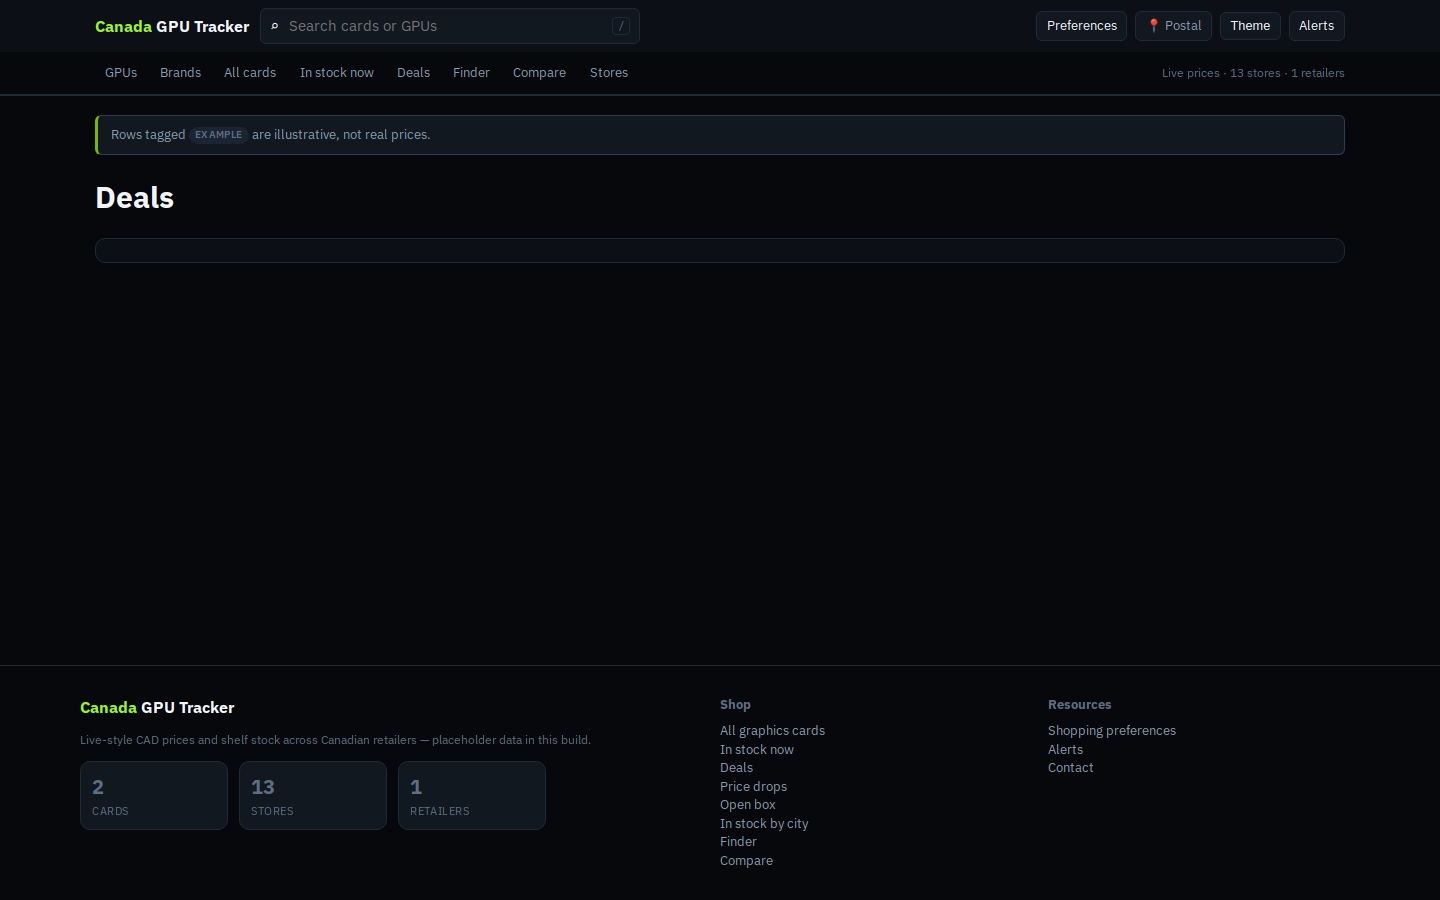 Canada GPU Tracker
Search cards or GPUs
/
Preferences
📍 Postal
Theme
Alerts
GPUs
Brands
All cards
In stock now
Deals
Finder
Compare
Stores
Live prices · 13 stores · 1 retailers
Rows tagged EXAMPLE are illustrative, not real prices.
Deals
Canada GPU Tracker
Live-style CAD prices and shelf stock across Canadian retailers — placeholder data in this build.
2
CARDS
13
STORES
1
RETAILERS
Shop
All graphics cards
In stock now
Deals
Price drops
Open box
In stock by city
Finder
Compare
Resources
Shopping preferences
Alerts
Contact